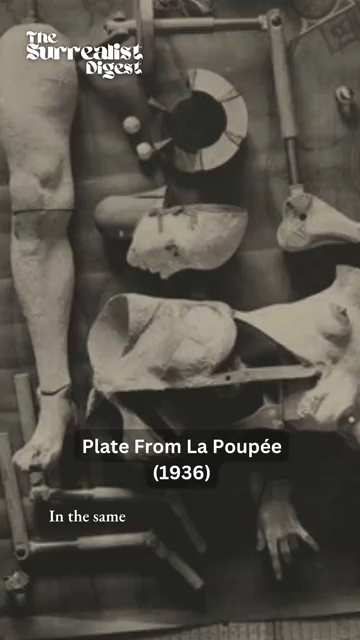 The
Surrealist
Digest
Plate From La Poupée
(1936)
In the same